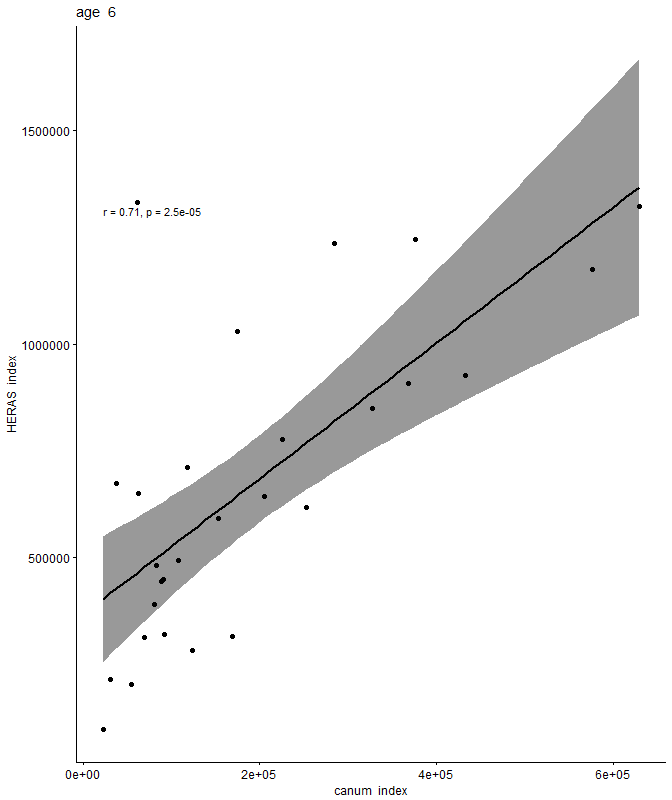 age 6
1500000
r = 0.71, p = 2.5e-05
1000000
HERAS index
500000
0e+00 2e+05 4e+05 6e+05
canum index